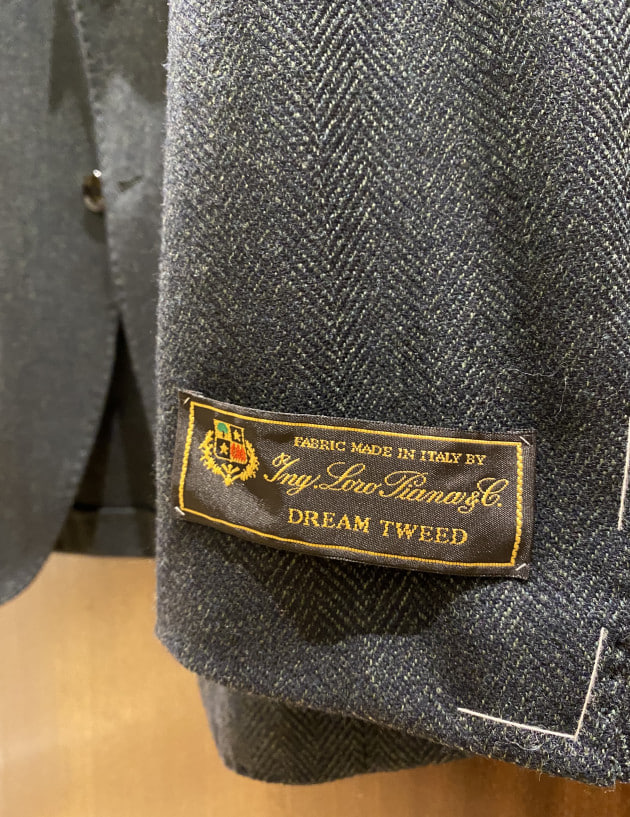 FABRIC MADE IN ITALY BY
Ing. Loro Piana & C.
DREAM TWEED